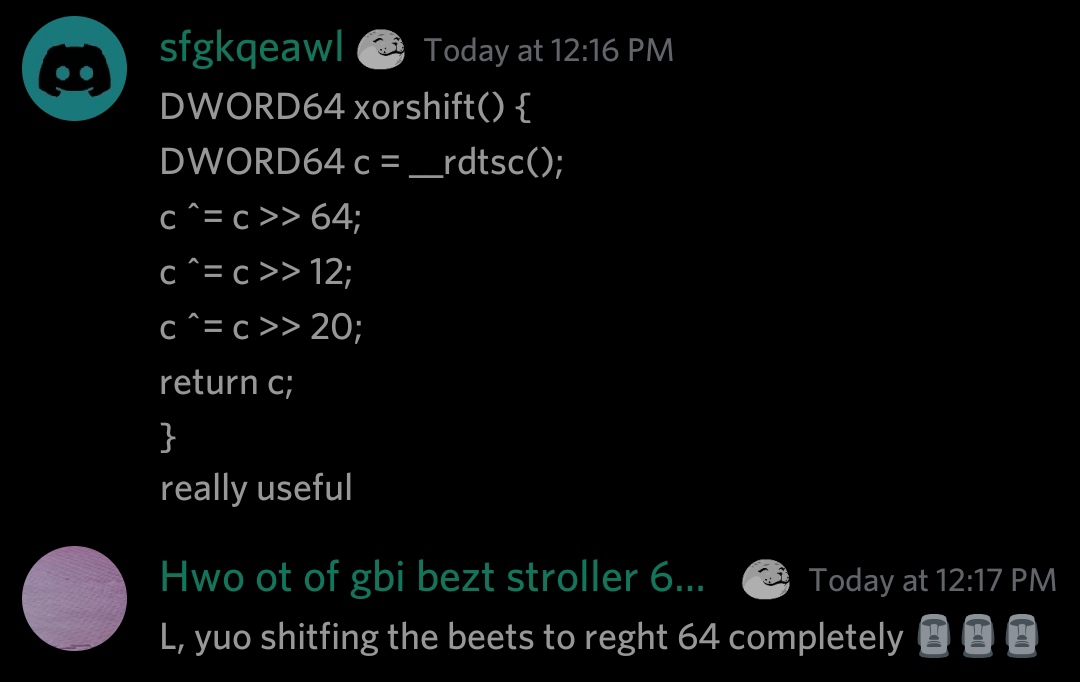 sfgkqeawl Today at 12:16 PM
DWORD64 xorshift() {
DWORD64 c = __rdtsc();
c ^= c >> 64;
c ^= c >> 12;
c ^= c >> 20;
return c;
}
really useful
Hwo ot of gbi bezt stroller 6... Today at 12:17 PM
L, yuo shitfing the beets to reght 64 completely 🗿🗿🗿